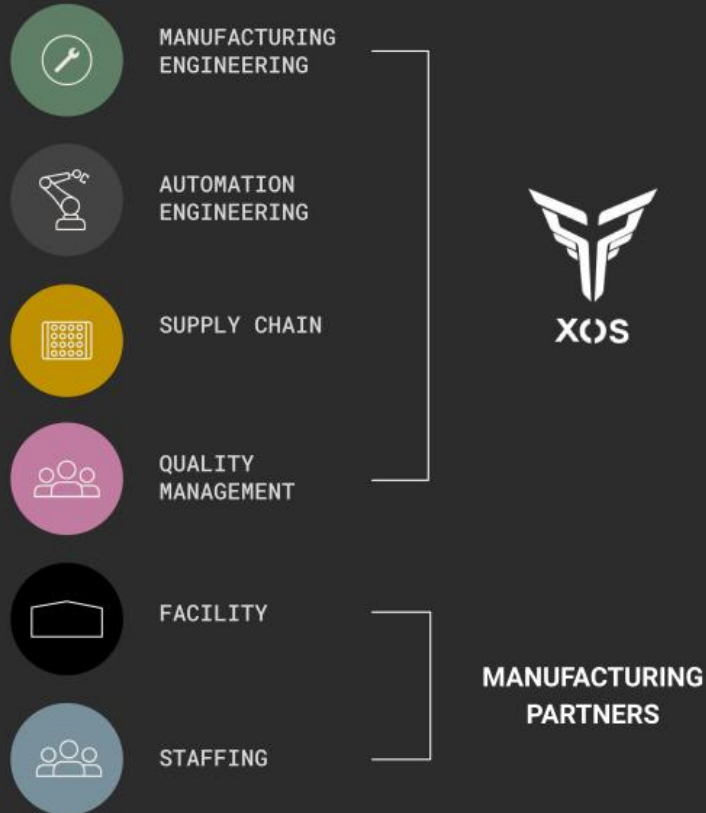 MANUFACTURING
ENGINEERING
AUTOMATION
ENGINEERING
SUPPLY CHAIN
XOS
QUALITY
MANAGEMENT
FACILITY
MANUFACTURING
PARTNERS
STAFFING